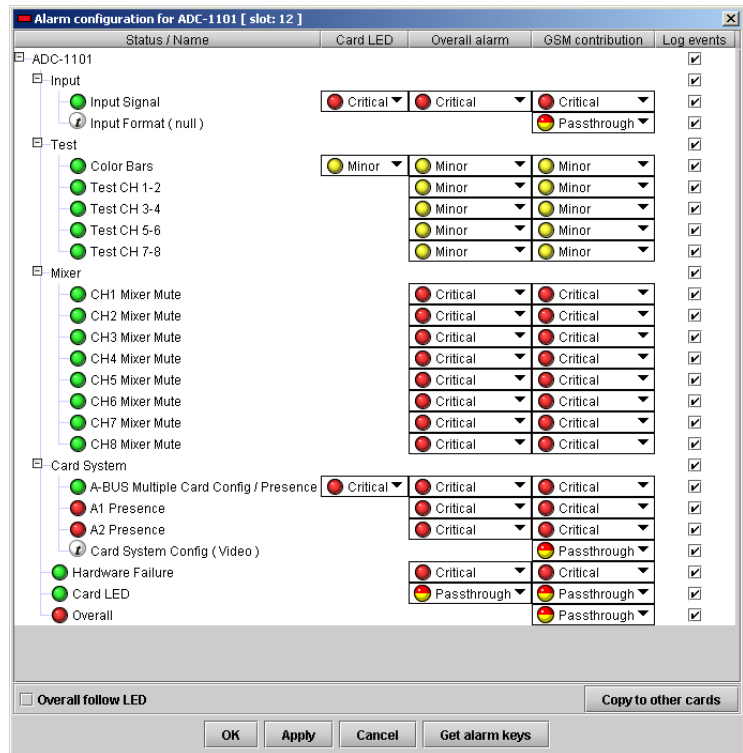 Alarm configuration for ADC-1101 [ slot: 12 ]
Status / Name Card LED Overall alarm GSM contribution Log events
ADC-1101
Input
Input Signal Critical Critical Critical
t Input Format ( null ) Passthrough
Test
Color Bars Minor Minor Minor
Test CH 1-2 Minor Minor
Test CH 3-4 Minor Minor
Test CH 5-6 Minor Minor
Test CH 7-8 Minor Minor
Mixer
CH1 Mixer Mute Critical Critical
CH2 Mixer Mute Critical Critical
CH3 Mixer Mute Critical Critical
CH4 Mixer Mute Critical Critical
CH5 Mixer Mute Critical Critical
CH6 Mixer Mute Critical Critical
CH7 Mixer Mute Critical Critical
CH8 Mixer Mute Critical Critical
Card System
A-BUS Multiple Card Config / Presence Critical Critical Critical
A1 Presence Critical Critical
A2 Presence Critical Critical
t Card System Config ( Video ) Passthrough
Hardware Failure Critical Critical
Card LED Passthrough Passthrough
Overall Passthrough
Overall follow LED Copy to other cards
OK Apply Cancel Get alarm keys